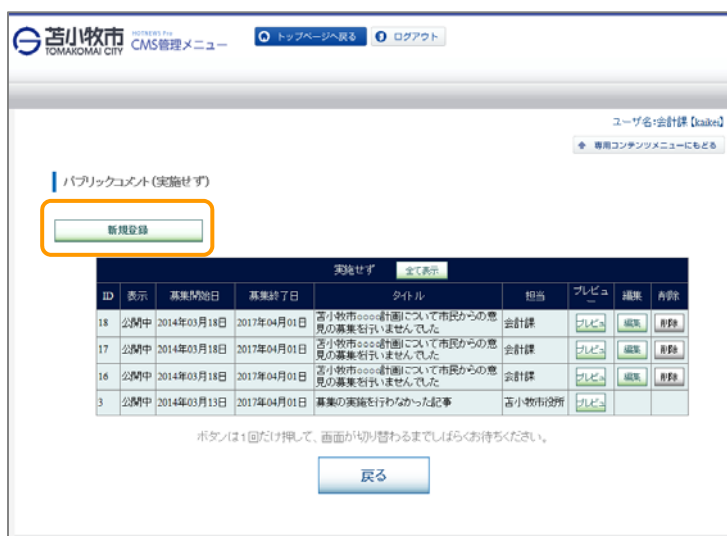 苫小牧市
TOMAKOMAI CITY
HOTNEWS Pro
CMS管理メニュー
トップページへ戻る
ログアウト
ユーザ名:会計課【kaikei】
専用コンテンツメニューにもどる
パブリックコメント(実施せず)
新規登録
実施せず 全て表示
ID 表示 募集開始日 募集終了日 タイトル 担当 プレビュー 編集 削除
18 公開中 2014年03月18日 2017年04月01日 苫小牧市○○○○計画について市民からの意見の募集を行いませんでした 会計課 プレビュ 編集 削除
17 公開中 2014年03月18日 2017年04月01日 苫小牧市○○○○計画について市民からの意見の募集を行いませんでした 会計課 プレビュ 編集 削除
16 公開中 2014年03月18日 2017年04月01日 苫小牧市○○○○計画について市民からの意見の募集を行いませんでした 会計課 プレビュ 編集 削除
3 公開中 2014年03月13日 2017年04月01日 募集の実施を行わなかった記事 苫小牧市役所 プレビュ
ボタンは1回だけ押して、画面が切り替わるまでしばらくお待ちください。
戻る